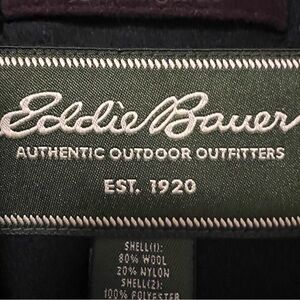 Eddie Bauer
AUTHENTIC OUTDOOR OUTFITTERS
EST. 1920
SHELL(1):
80% WOOL
20% NYLON
SHELL(2):
100% POLYESTER